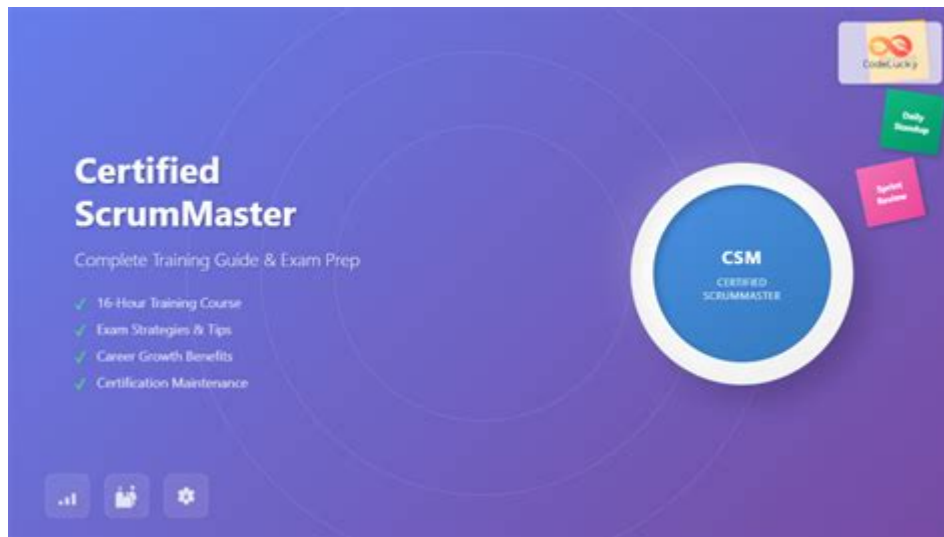 CodeLucky
Daily
Standup
Sprint
Review
Certified
ScrumMaster
Complete Training Guide & Exam Prep
✓ 16-Hour Training Course
✓ Exam Strategies & Tips
✓ Career Growth Benefits
✓ Certification Maintenance
CSM
CERTIFIED
SCRUMMASTER